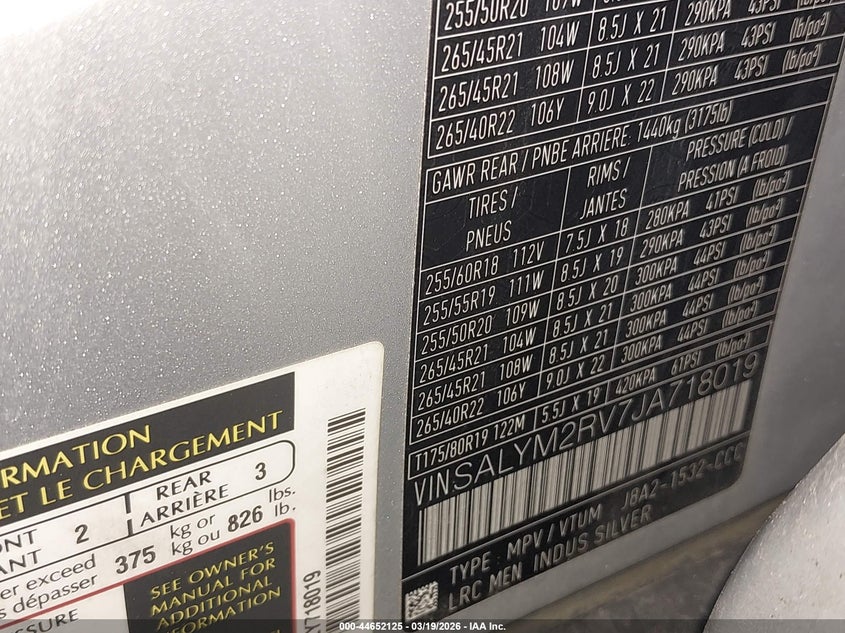 255/50R20 109W
265/45R21 104W 8.5J X 21 290KPA 43PSI (lb/po²)
265/45R21 108W 8.5J X 21 290KPA 43PSI (lb/po²)
265/40R22 106Y 9.0J X 22 290KPA 43PSI (lb/po²)
GAWR REAR / PNBE ARRIERE: 1440kg (3175lb)
TIRES / PNEUS RIMS / JANTES PRESSURE (COLD) / PRESSION (A FROID)
255/60R18 112V 7.5J X 18 280KPA 41PSI (lb/po²)
255/55R19 111W 8.5J X 19 290KPA 43PSI (lb/po²)
255/50R20 109W 8.5J X 20 300KPA 44PSI (lb/po²)
265/45R21 104W 8.5J X 21 300KPA 44PSI (lb/po²)
265/45R21 108W 8.5J X 21 300KPA 44PSI (lb/po²)
265/40R22 106Y 9.0J X 22 300KPA 44PSI (lb/po²)
T175/80R19 122M 5.5J X 19 420KPA 61PSI (lb/po²)
VINSALYM2RV7JA718019
TYPE MPV / VTUM J8A2-1532-CCC
LRC MEN INDUS SILVER
RMATION
ET LE CHARGEMENT
ONT 2 REAR 3
ANT ARRIÈRE
er exceed 375 kg or 826 lbs.
s dépasser kg ou lb.
SSURE
SEE OWNER'S
MANUAL FOR
ADDITIONAL
INFORMATION
Y718019
000-44652125 - 03/19/2026 - IAA Inc.